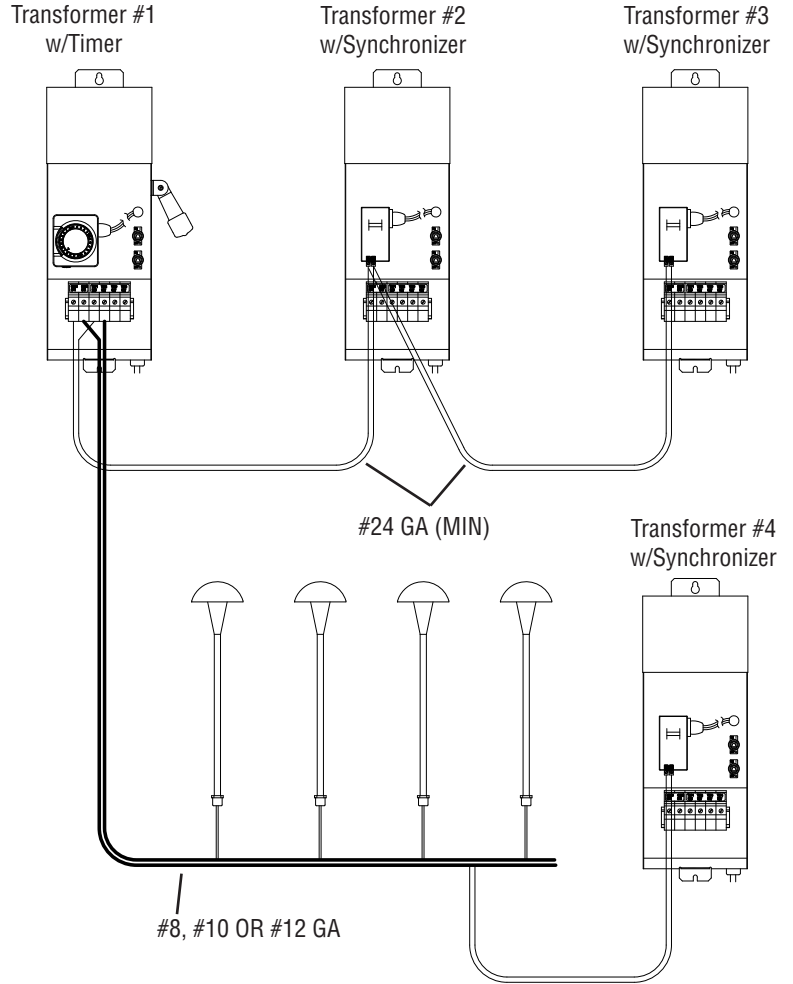 Transformer #1
w/Timer
Transformer #2
w/Synchronizer
Transformer #3
w/Synchronizer
#24 GA (MIN)
Transformer #4
w/Synchronizer
#8, #10 OR #12 GA